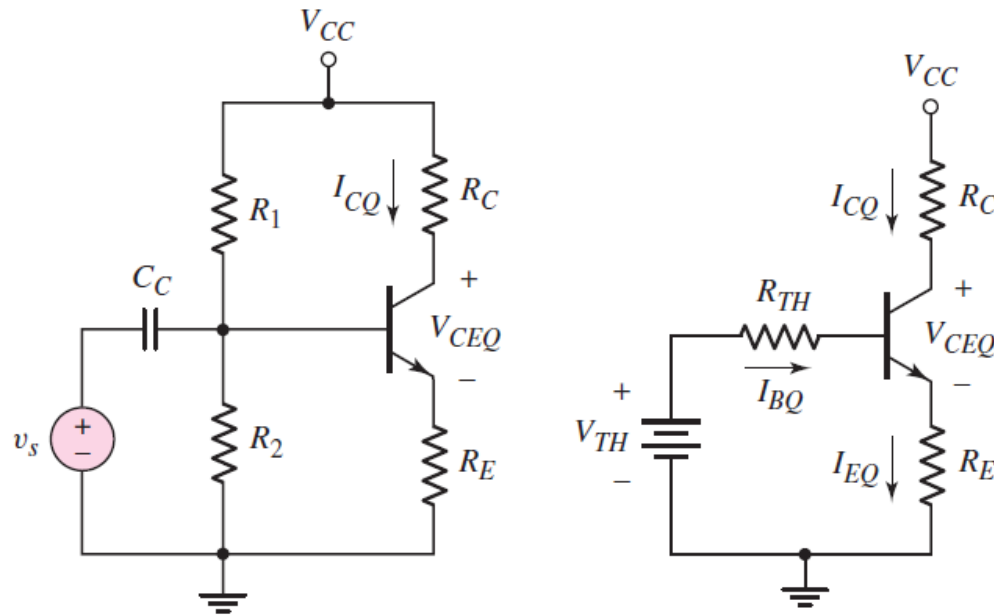 V_CC
I_CQ
R_C
R_1
C_C
+
V_CEQ
−
v_s
+
−
R_2
R_E
V_CC
I_CQ
R_C
R_TH
+
V_CEQ
−
I_BQ
+
V_TH
−
I_EQ
R_E